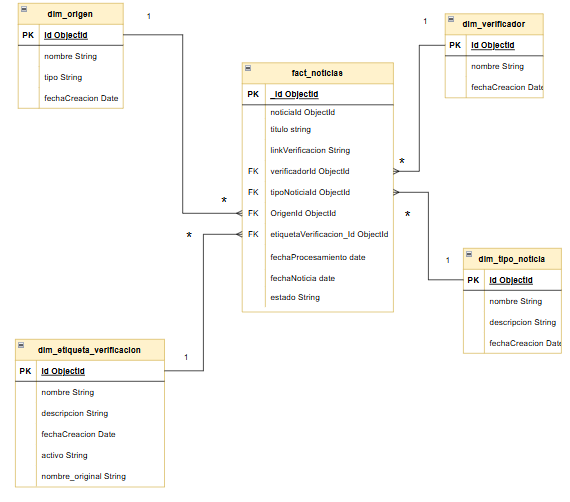 dim_origen
PK Id ObjectId
nombre String
tipo String
fechaCreacion Date
1
1
dim_verificador
PK Id ObjectId
nombre String
fechaCreacion Date
fact_noticias
PK _Id ObjectId
noticiaId ObjectId
titulo string
linkVerificacion String
FK verificadorId ObjectId
FK tipoNoticiaId ObjectId
FK OrigenId ObjectId
FK etiquetaVerificacion_Id ObjectId
fechaProcesamiento date
fechaNoticia date
estado String
*
*
*
*
1
dim_tipo_noticia
PK Id ObjectId
nombre String
descripcion String
fechaCreacion Date
dim_etiqueta_verificacion
1
PK Id ObjectId
nombre String
descripcion String
fechaCreacion Date
activo String
nombre_original String